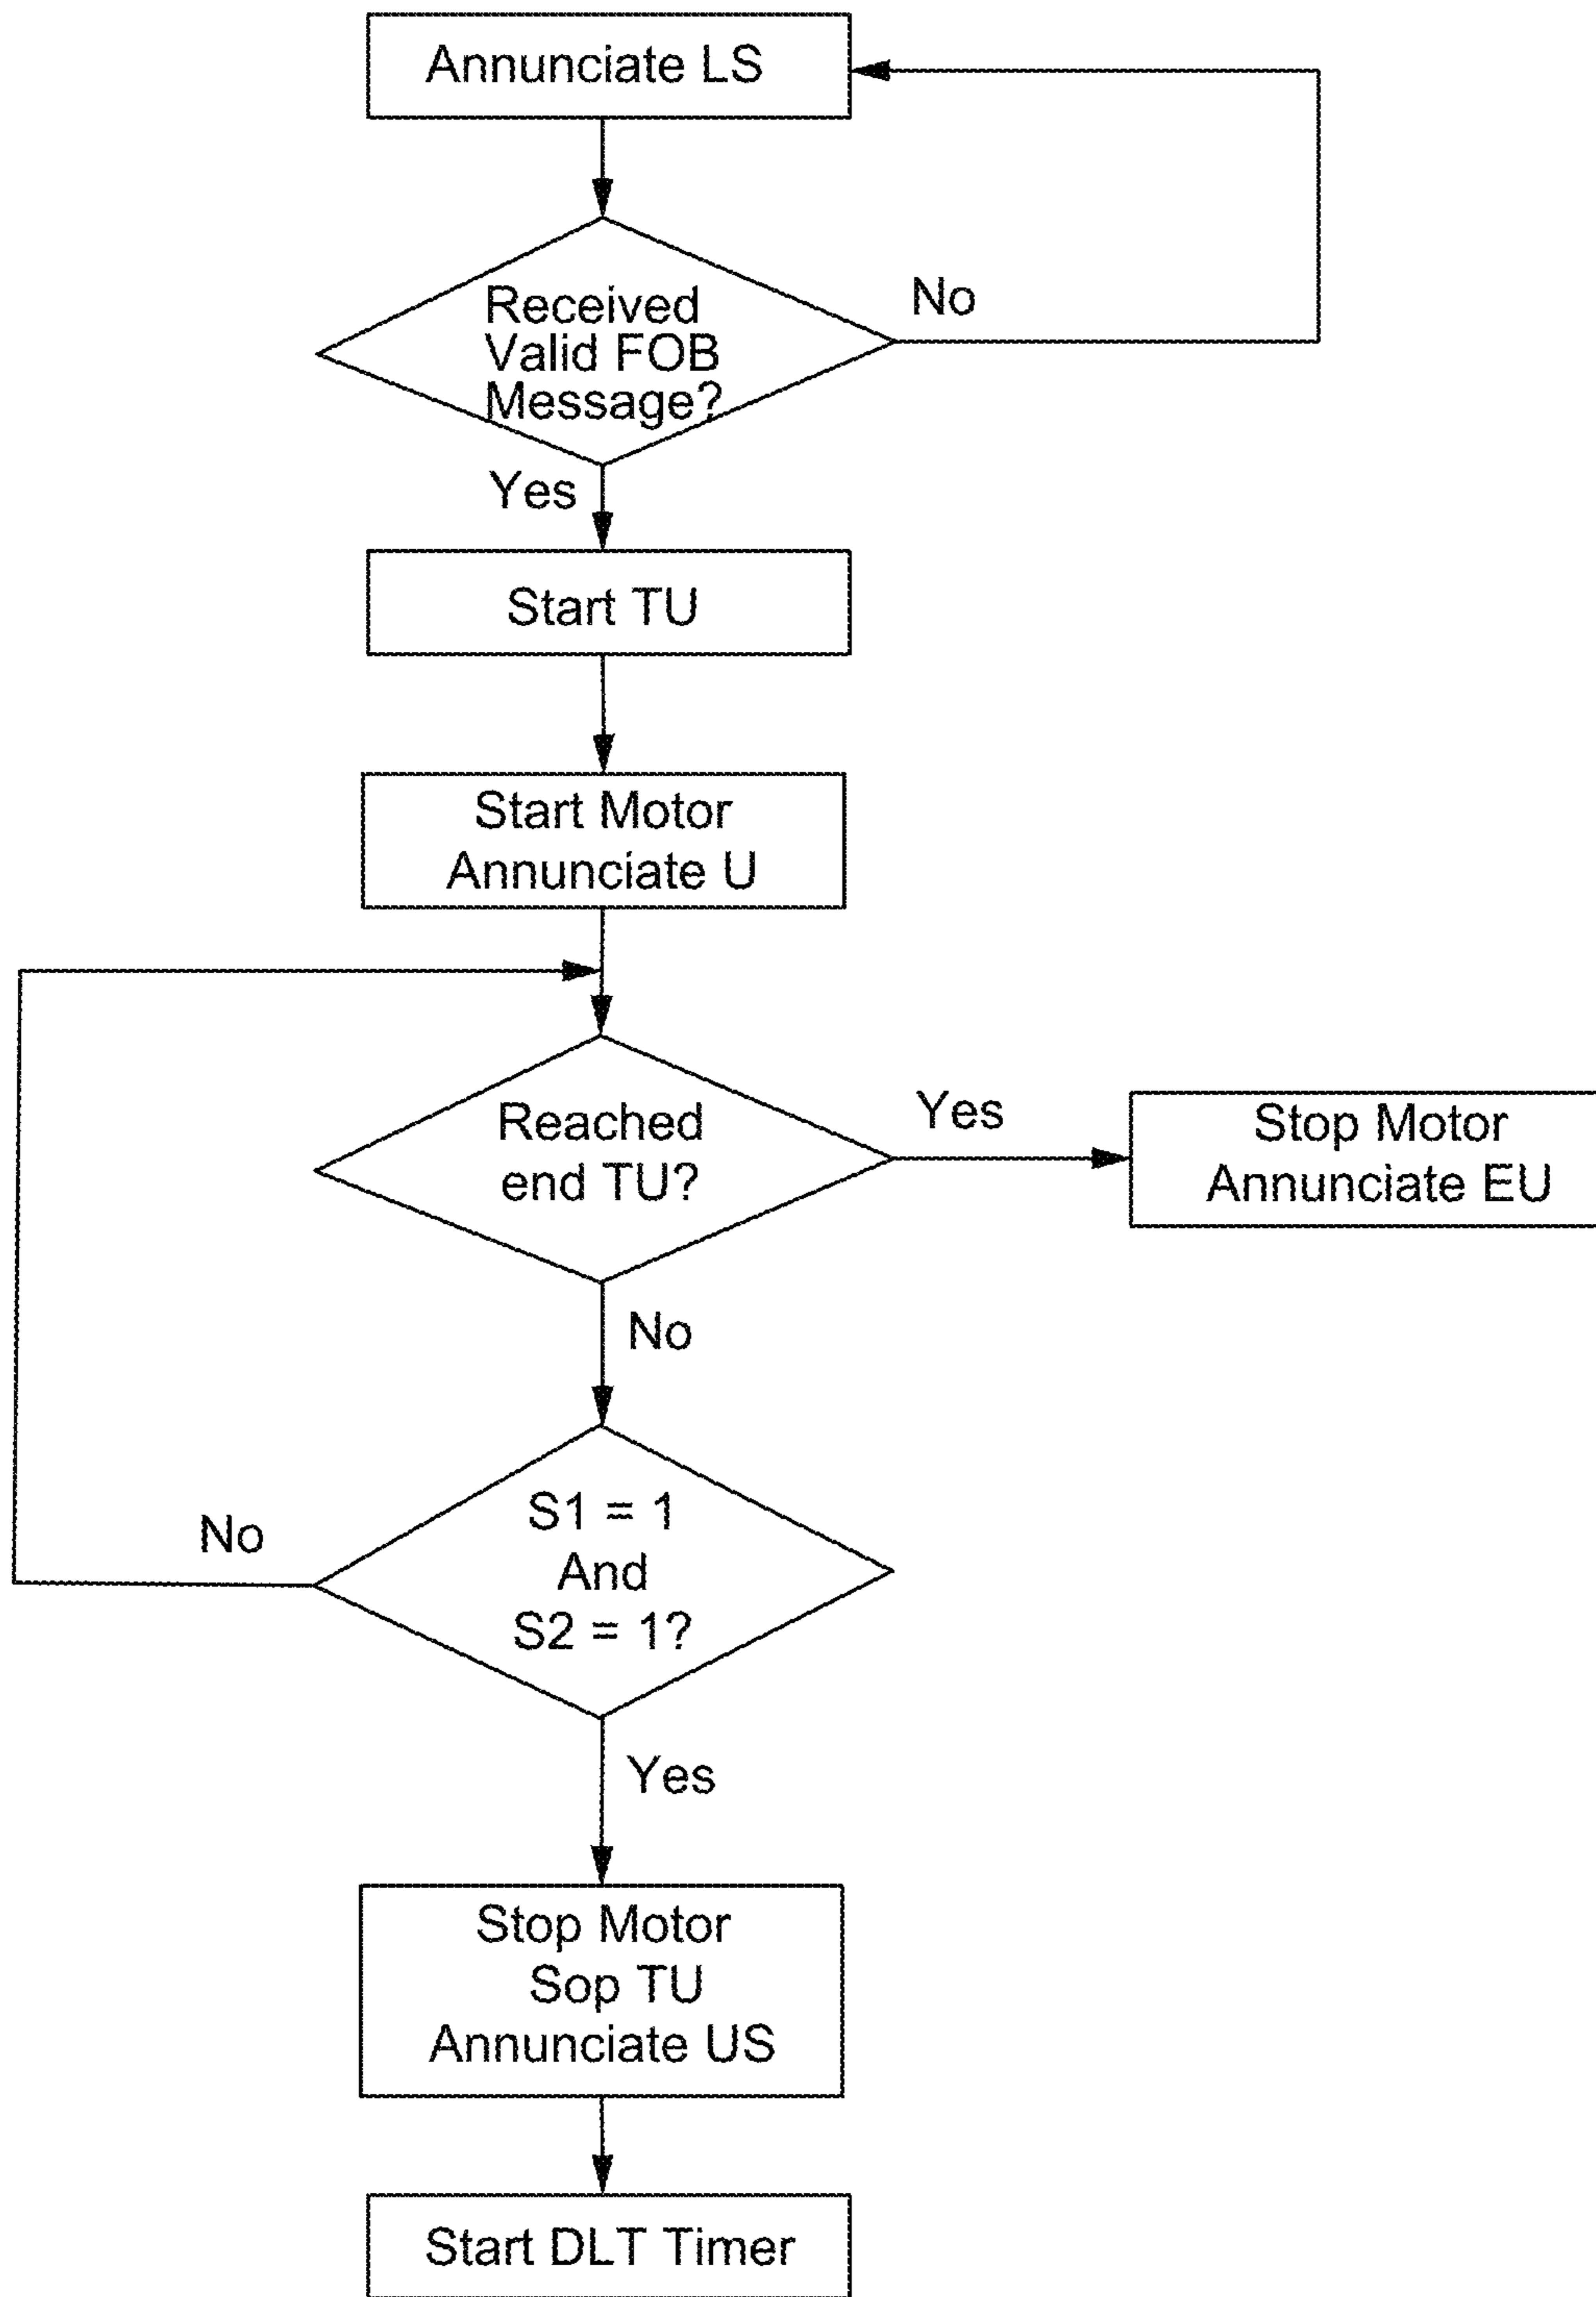 Annunciate LS
Received
Valid FOB
Message?
No
Yes
Start TU
Start Motor
Annunciate U
Reached
end TU?
Yes
Stop Motor
Annunciate EU
No
S1 = 1
And
S2 = 1?
No
Yes
Stop Motor
Sop TU
Annunciate US
Start DLT Timer